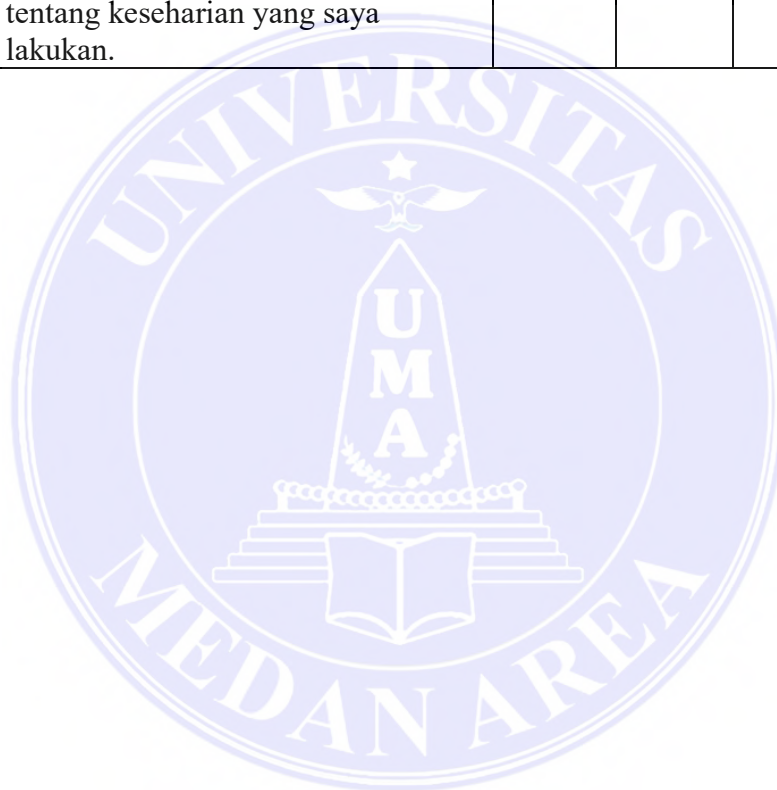 tentang keseharian yang saya
lakukan.
UNIVERSITAS
U
M
A
MEDAN AREA